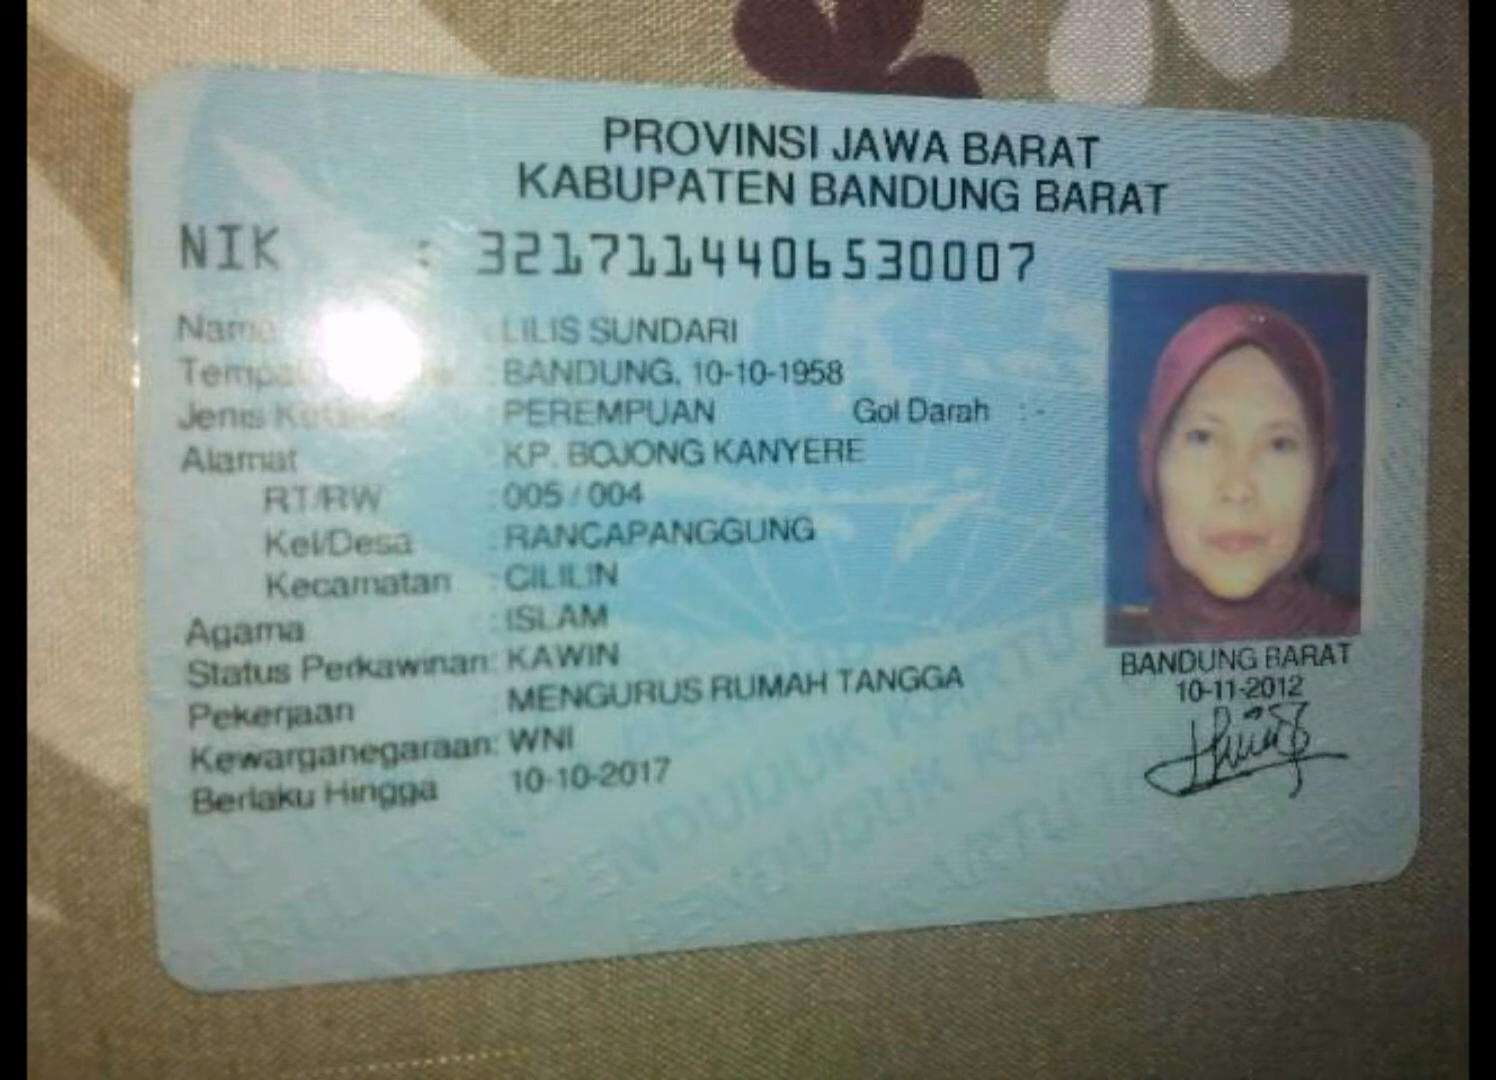 PROVINSI JAWA BARAT
KABUPATEN BANDUNG BARAT
NIK : 3217114406530007
Nama : LILIS SUNDARI
: BANDUNG, 10-10-1958
Jenis : PEREMPUAN Gol Darah : -
Alamat : KP. BOJONG KANYERE
RT/RW : 005 / 004
Kel/Desa : RANCAPANGGUNG
Kecamatan : CILILIN
Agama : ISLAM
Status Perkawinan: KAWIN
Pekerjaan : MENGURUS RUMAH TANGGA
Kewarganegaraan: WNI
Berlaku Hingga : 10-10-2017
BANDUNG BARAT
10-11-2012